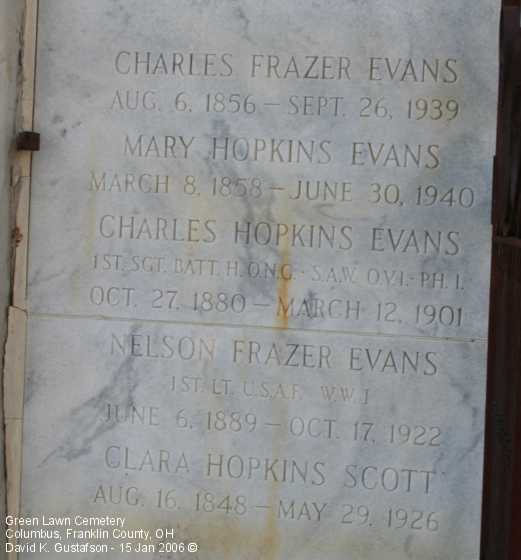 CHARLES FRAZER EVANS
AUG. 6, 1856 – SEPT. 26, 1939
MARY HOPKINS EVANS
MARCH 8, 1858 – JUNE 30, 1940
CHARLES HOPKINS EVANS
1ST. SGT. BATT. H. O.N.G. - S.A.W. O.V.I. - PH. I.
OCT. 27, 1880 – MARCH 12, 1901
NELSON FRAZER EVANS
1ST. LT. U.S.A.F. W.W.I
JUNE 6, 1889 – OCT. 17, 1922
CLARA HOPKINS SCOTT
AUG. 16, 1848 – MAY 29, 1926
Green Lawn Cemetery
Columbus, Franklin County, OH
David K. Gustafson - 15 Jan 2006 ©